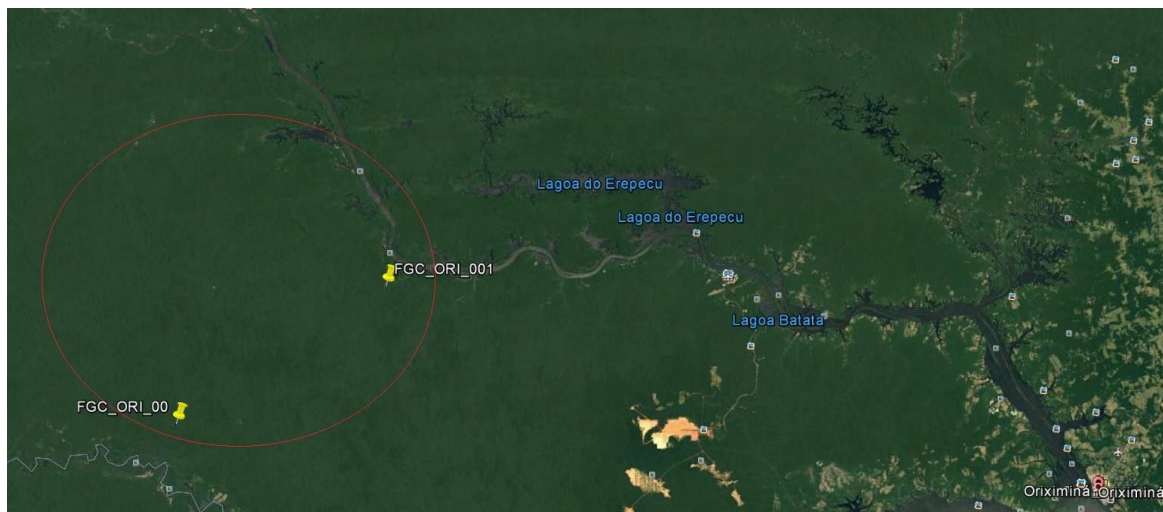 Lagoa do Erepecu
Lagoa do Erepecu
FGC_ORI_001
Lagoa Batata
FGC_ORI_00
Oriximiná Oriximiná